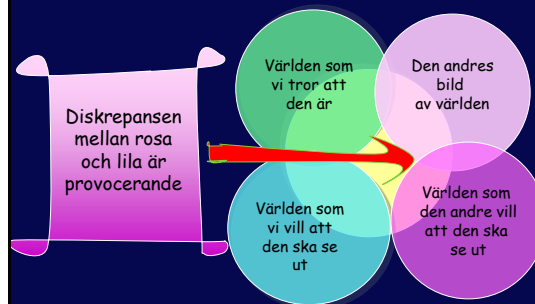 Diskrepansen
mellan rosa
och lila är
provocerande
Världen som
vi tror att
den är
Den andres
bild
av världen
Världen som
vi vill att
den ska se
ut
Världen som
den andre vill
att den ska
se ut